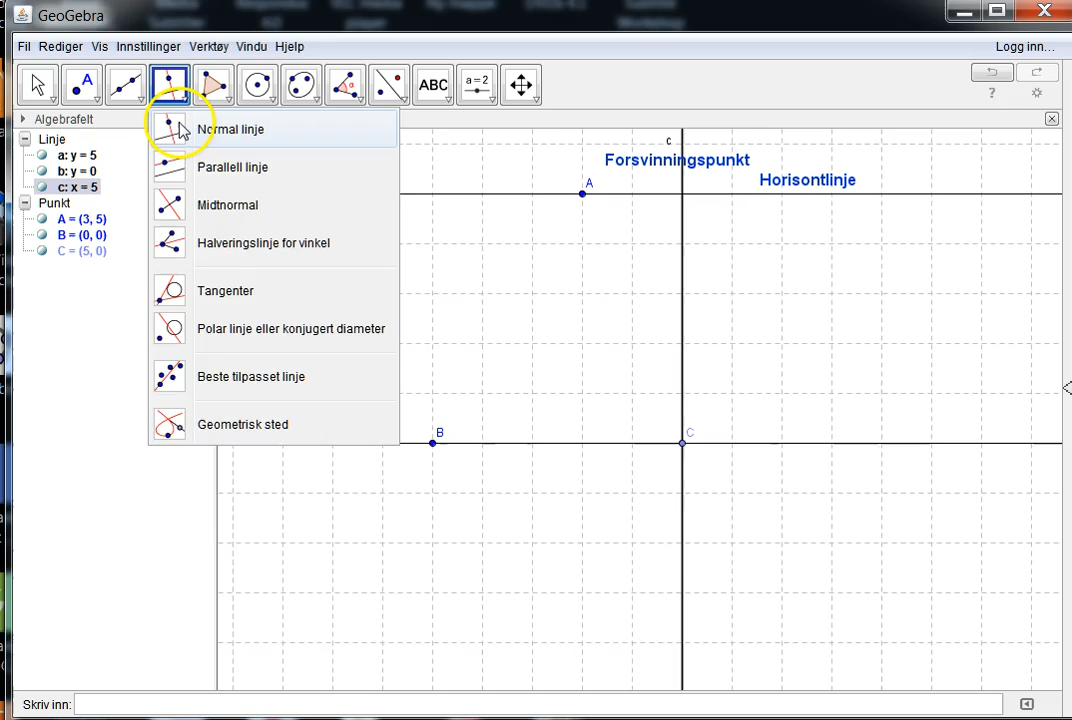 GeoGebra
Fil Rediger Vis Innstillinger Verktøy Vindu Hjelp
Logg inn...
A
ABC
a=2
?
Algebrafelt
Linje
a: y = 5
b: y = 0
c: x = 5
Punkt
A = (3, 5)
B = (0, 0)
C = (5, 0)
Normal linje
Parallell linje
Midtnormal
Halveringslinje for vinkel
Tangenter
Polar linje eller konjugert diameter
Beste tilpasset linje
Geometrisk sted
c
Forsvinningspunkt
Horisontlinje
A
B
C
Skriv inn: